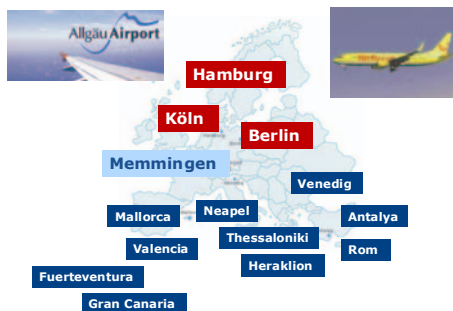 Allgäu Airport
Hamburg
Köln
Berlin
Memmingen
Venedig
Mallorca
Neapel
Antalya
Valencia
Thessaloniki
Rom
Heraklion
Fuerteventura
Gran Canaria